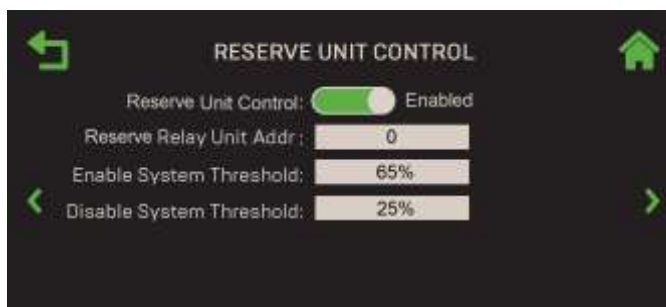 RESERVE UNIT CONTROL
Reserve Unit Control: Enabled
Reserve Relay Unit Addr : 0
Enable System Threshold: 65%
Disable System Threshold: 25%